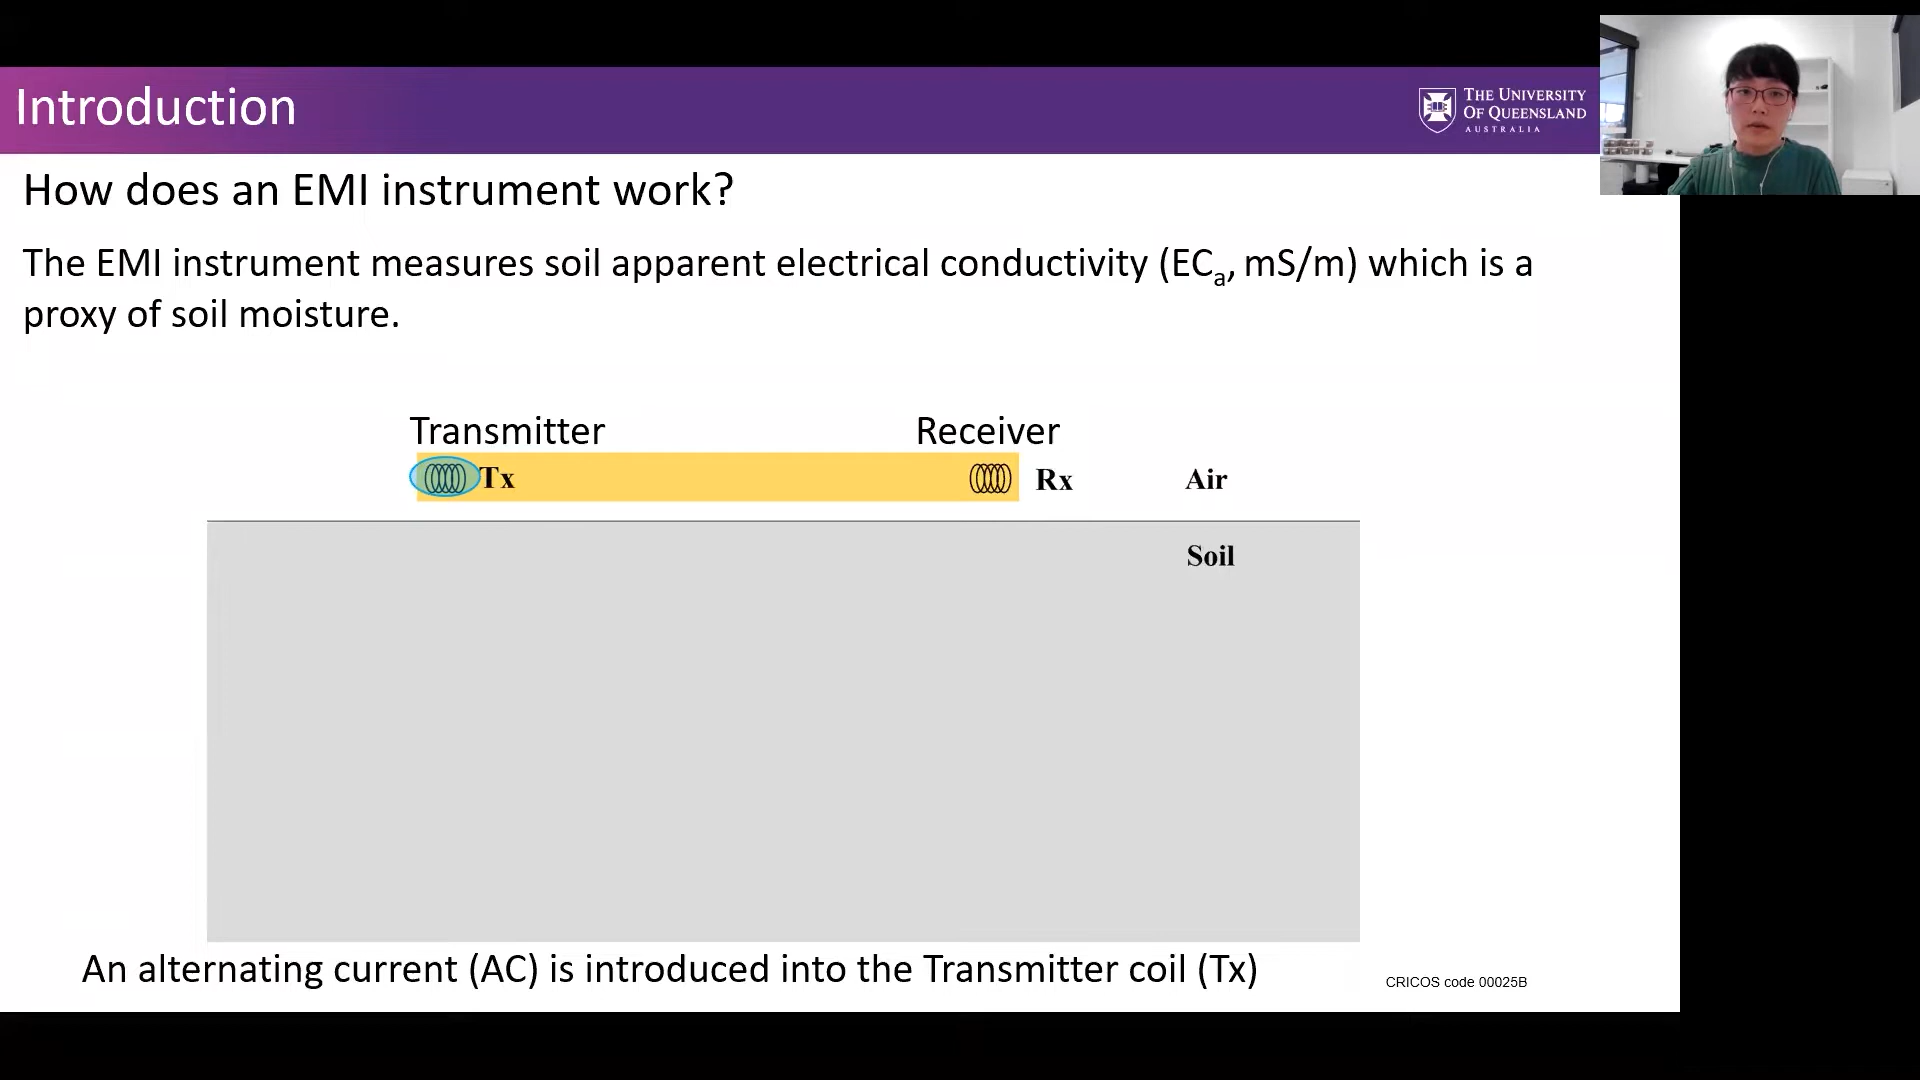 Introduction
THE UNIVERSITY
OF QUEENSLAND
AUSTRALIA
How does an EMI instrument work?
The EMI instrument measures soil apparent electrical conductivity (ECa, mS/m) which is a
proxy of soil moisture.
Transmitter
Receiver
Tx
Rx
Air
Soil
An alternating current (AC) is introduced into the Transmitter coil (Tx)
CRICOS code 00025B